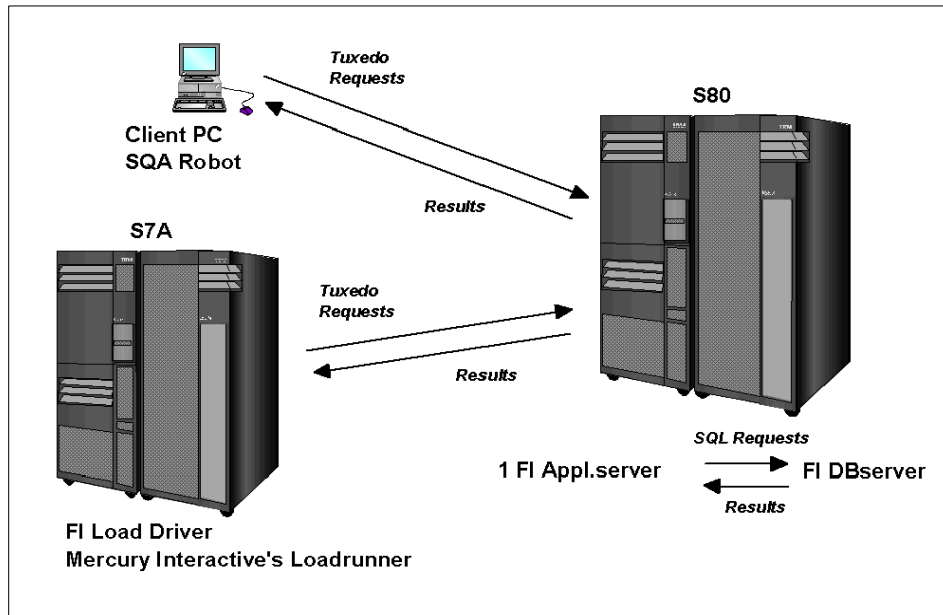 Tuxedo
Requests
S80
Client PC
SQA Robot
Results
S7A
Tuxedo
Requests
Results
SQL Requests
1 FI Appl.server
FI DBserver
Results
FI Load Driver
Mercury Interactive's Loadrunner